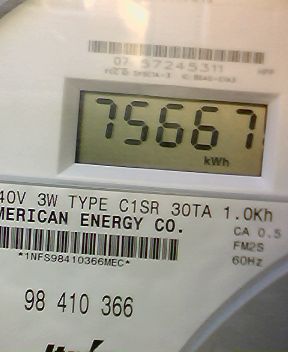 07 57245311
75667
kWh
40V 3W TYPE C1SR 30TA 1.0Kh
MERICAN ENERGY CO.
CA 0.5
FM2S
*1NFS98410366MEC*
60Hz
98 410 366